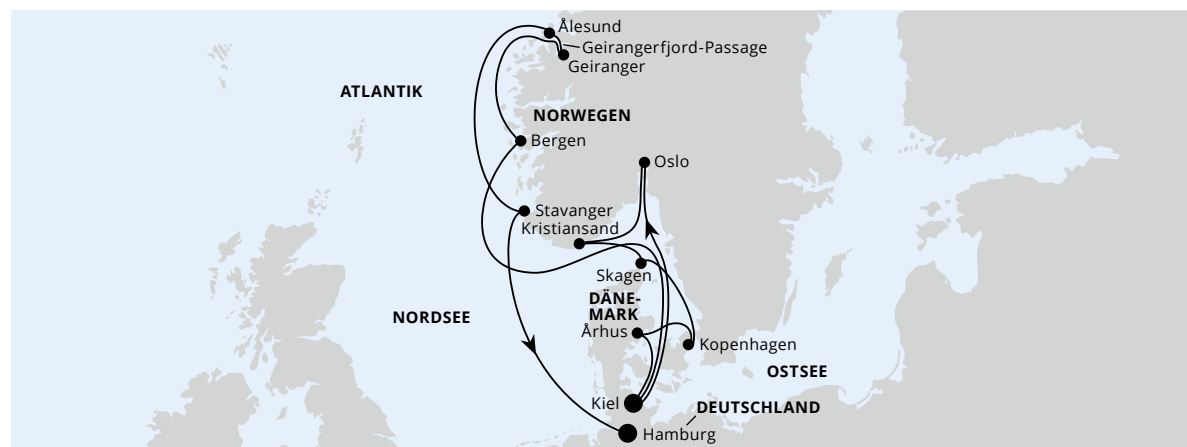 Ålesund
Geirangerfjord-Passage
Geiranger
ATLANTIK
NORWEGEN
Bergen
Oslo
Stavanger
Kristiansand
Skagen
DÄNE-
MARK
NORDSEE
Århus
Kopenhagen
OSTSEE
Kiel
DEUTSCHLAND
Hamburg